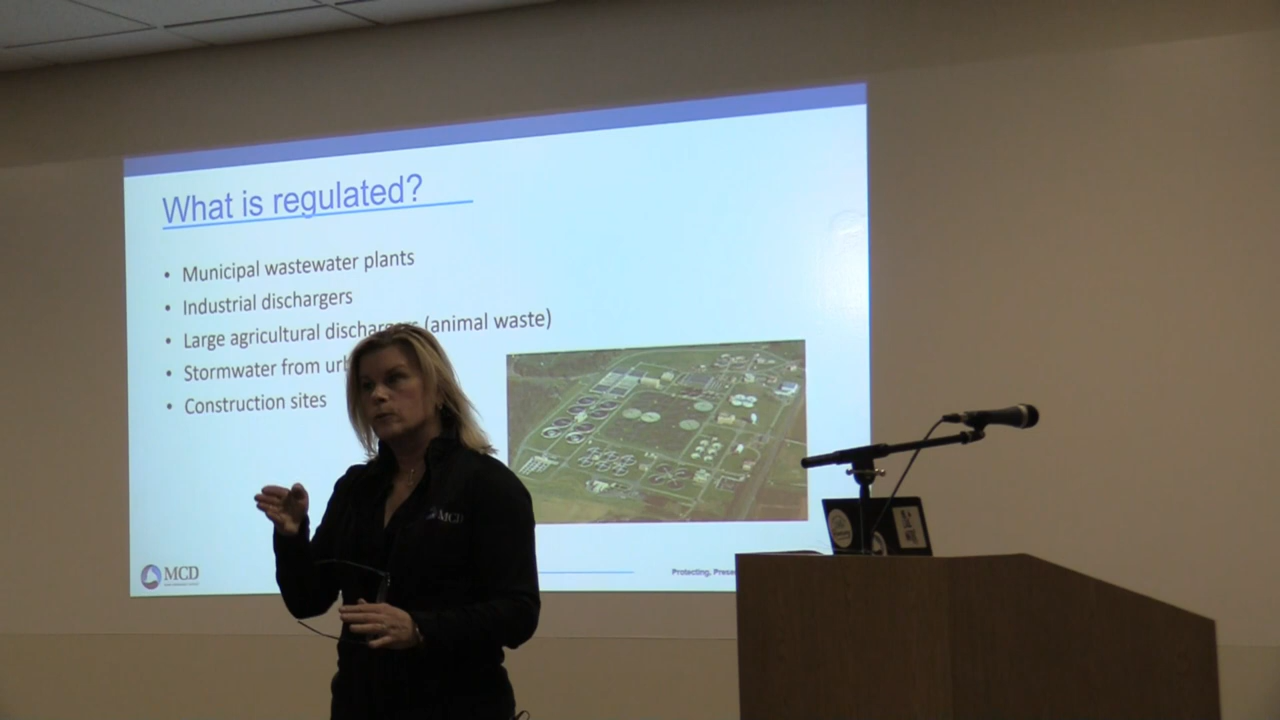 What is regulated?
• Municipal wastewater plants
• Industrial dischargers
• Large agricultural (animal waste)
• Stormwater from
• Construction sites
MCD
MCD
Protecting.